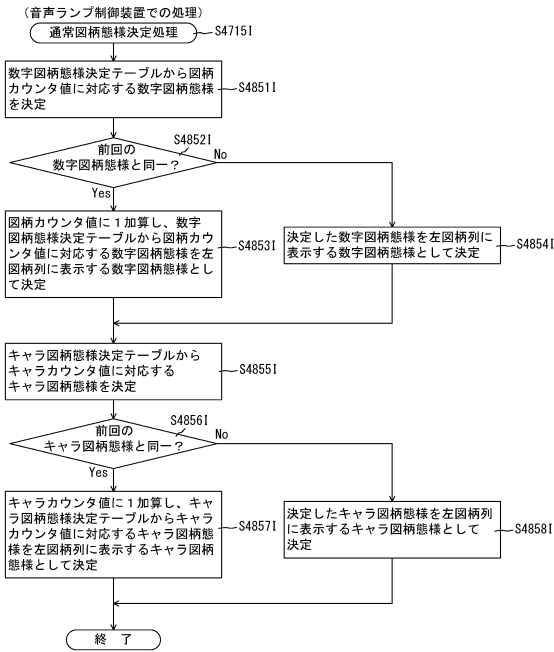 (音声ランプ制御装置での処理)
通常図柄態様決定処理
S4715I
数字図柄態様決定テーブルから図柄
カウンタ値に対応する数字図柄態様
を決定
S4851I
前回の
数字図柄態様と同一?
S4852I
No
Yes
図柄カウンタ値に1加算し、数字
図柄態様決定テーブルから図柄カウ
ンタ値に対応する数字図柄態様を左
図柄列に表示する数字図柄態様とし
て決定
S4853I
決定した数字図柄態様を左図柄列に
表示する数字図柄態様として決定
S4854I
キャラ図柄態様決定テーブルから
キャラカウンタ値に対応する
キャラ図柄態様を決定
S4855I
前回の
キャラ図柄態様と同一?
S4856I
No
Yes
キャラカウンタ値に1加算し、キャ
ラ図柄態様決定テーブルからキャラ
カウンタ値に対応するキャラ図柄態
様を左図柄列に表示するキャラ図柄
態様として決定
S4857I
決定したキャラ図柄態様を左図柄列
に表示するキャラ図柄態様として
決定
S4858I
終 了